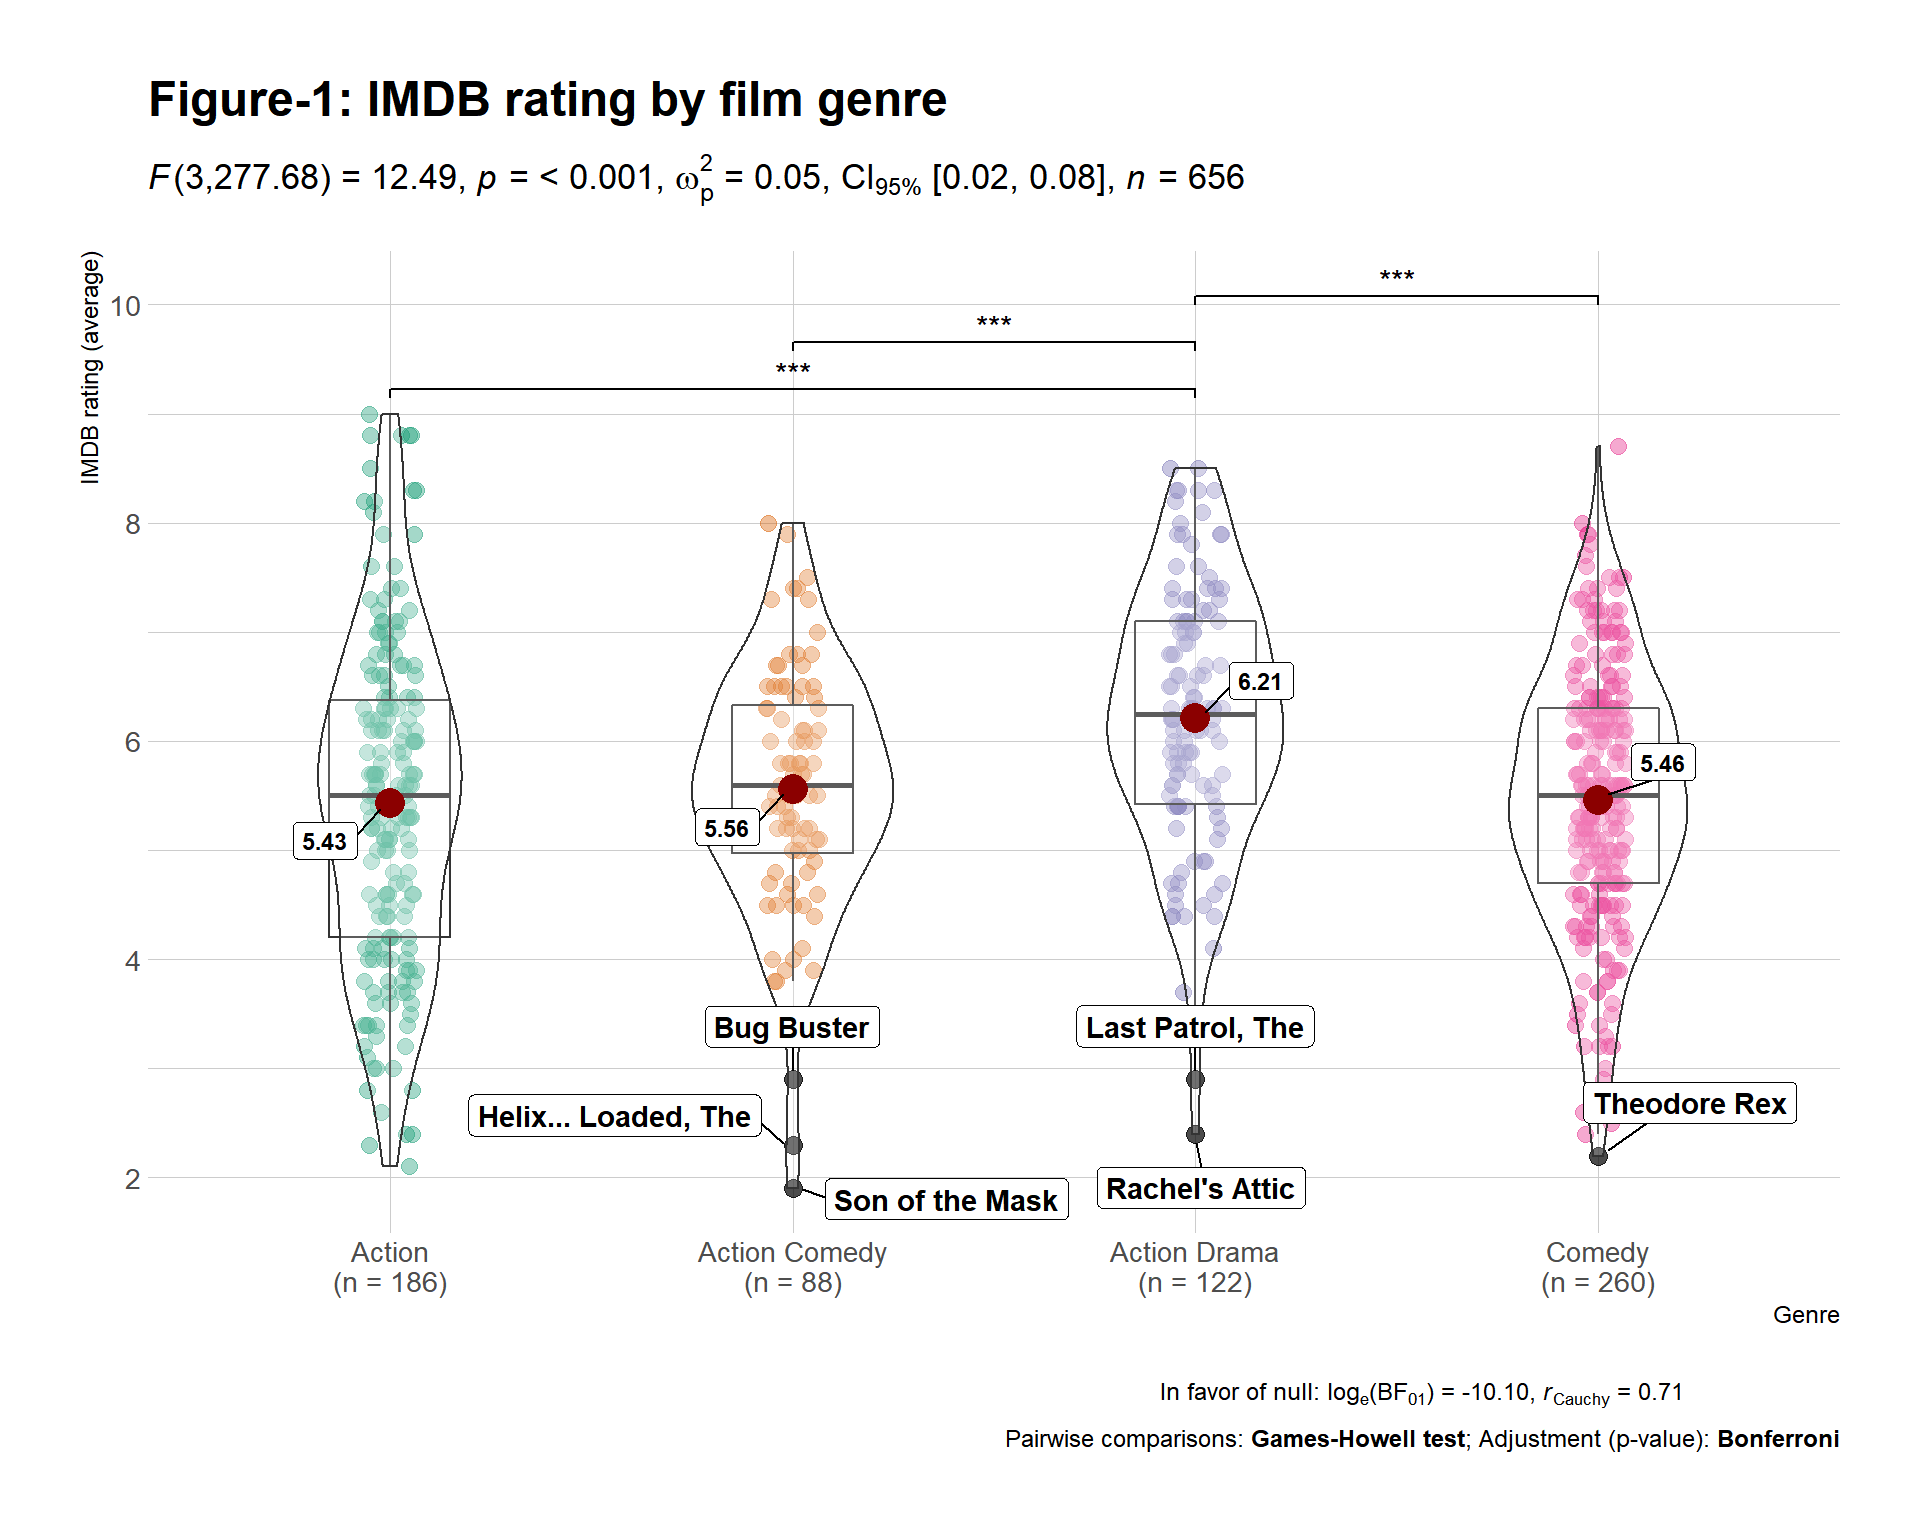 Figure-1: IMDB rating by film genre
F(3,277.68) = 12.49, p = < 0.001, ω²ₚ = 0.05, CI₉₅% [0.02, 0.08], n = 656
IMDB rating (average)
10
8
6
4
2
***
***
***
5.43
5.56
6.21
5.46
Bug Buster
Last Patrol, The
Helix... Loaded, The
Theodore Rex
Son of the Mask
Rachel's Attic
Action
(n = 186)
Action Comedy
(n = 88)
Action Drama
(n = 122)
Comedy
(n = 260)
Genre
In favor of null: logₑ(BF₀₁) = -10.10, r Cauchy = 0.71
Pairwise comparisons: Games-Howell test; Adjustment (p-value): Bonferroni